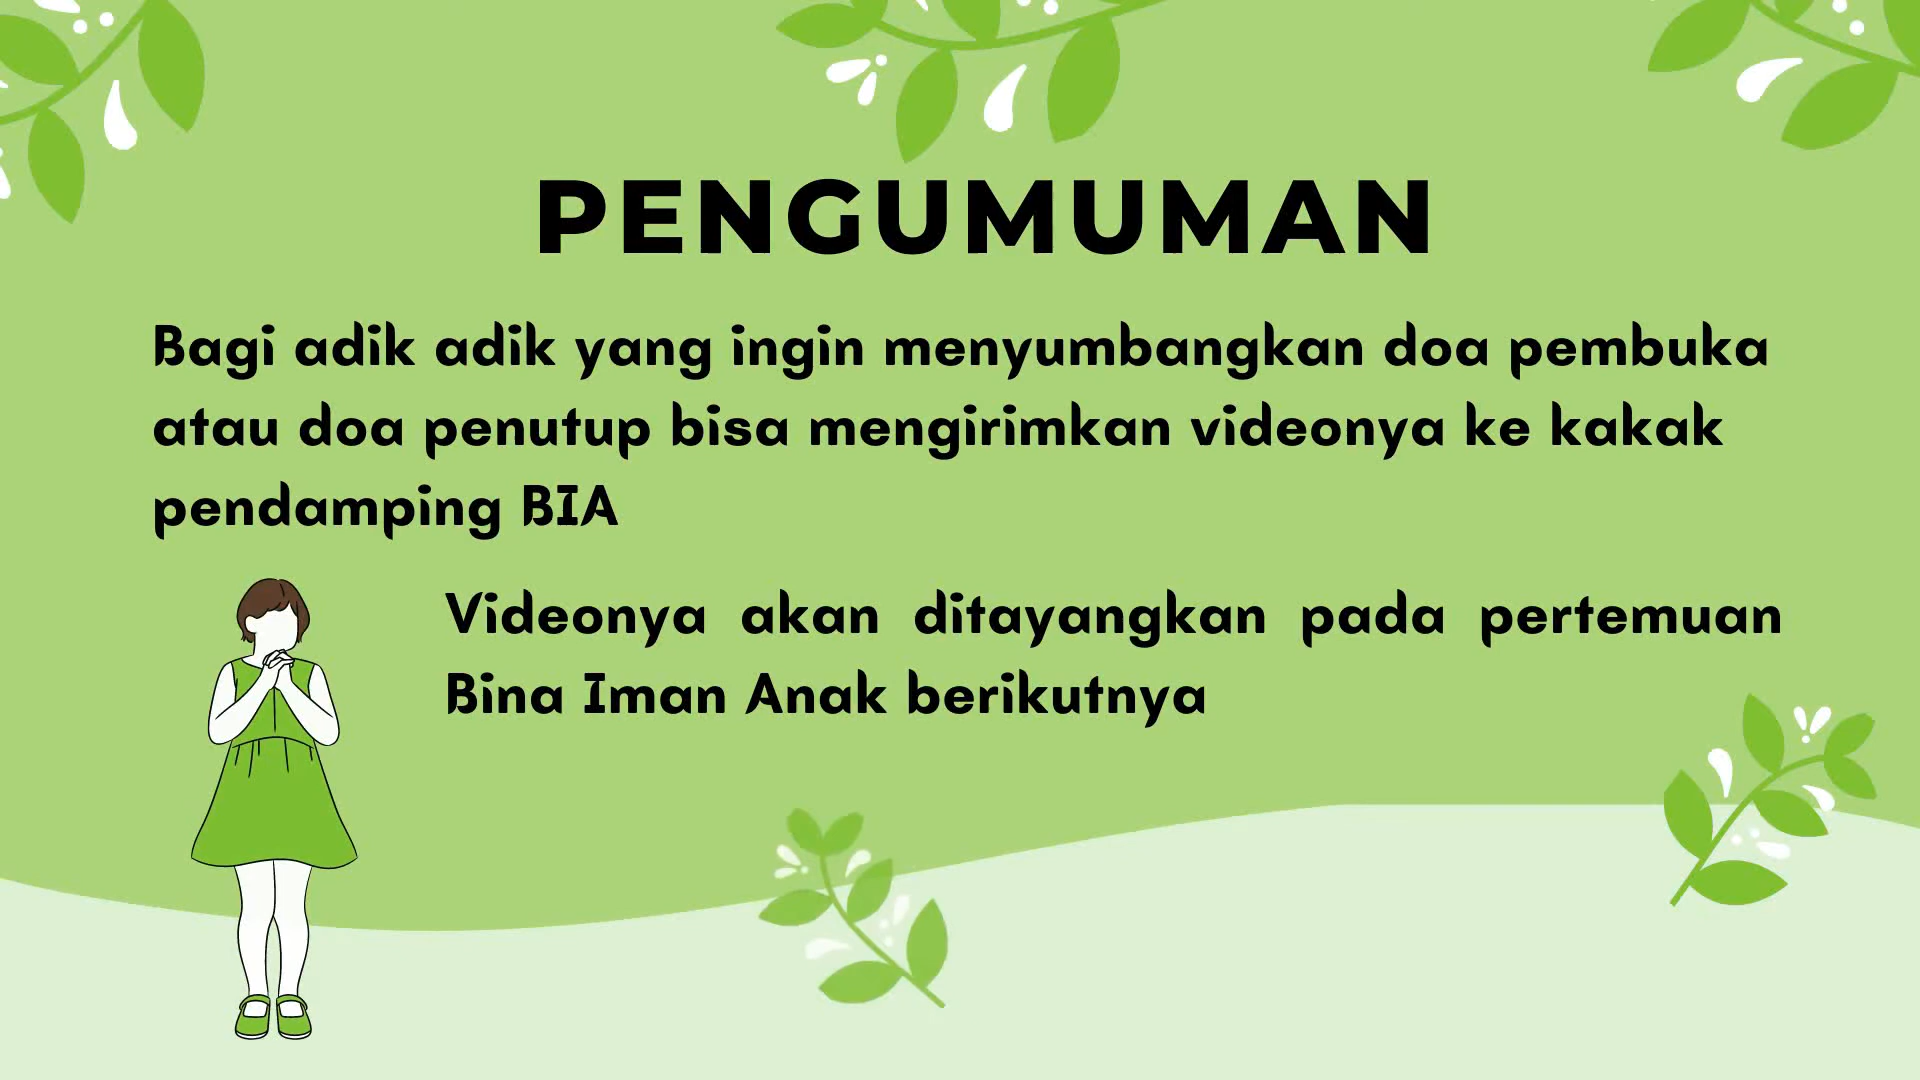 PENGUMUMAN
Bagi adik adik yang ingin menyumbangkan doa pembuka
atau doa penutup bisa mengirimkan videonya ke kakak
pendamping BIA
Videonya akan ditayangkan pada pertemuan
Bina Iman Anak berikutnya